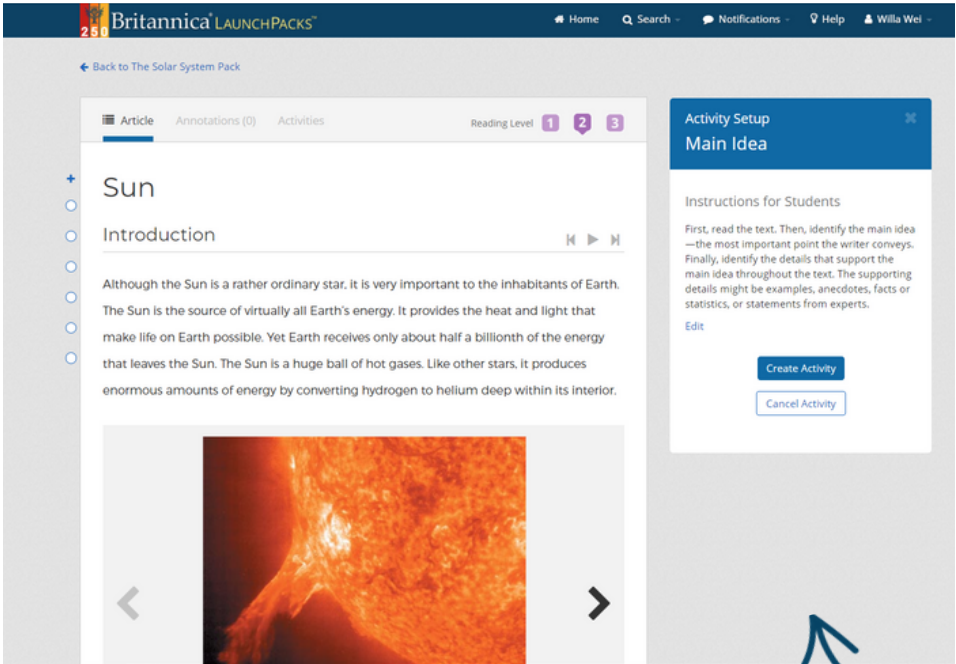 250 Britannica® LAUNCHPACKS™ Home Search Notifications Help Willa Wei
Back to The Solar System Pack
Article Annotations (0) Activities Reading Level 1 2 3
Sun
Introduction
Although the Sun is a rather ordinary star, it is very important to the inhabitants of Earth.
The Sun is the source of virtually all Earth's energy. It provides the heat and light that
make life on Earth possible. Yet Earth receives only about half a billionth of the energy
that leaves the Sun. The Sun is a huge ball of hot gases. Like other stars, it produces
enormous amounts of energy by converting hydrogen to helium deep within its interior.
Activity Setup
Main Idea
Instructions for Students
First, read the text. Then, identify the main idea
—the most important point the writer conveys.
Finally, identify the details that support the
main idea throughout the text. The supporting
details might be examples, anecdotes, facts or
statistics, or statements from experts.
Edit
Create Activity
Cancel Activity